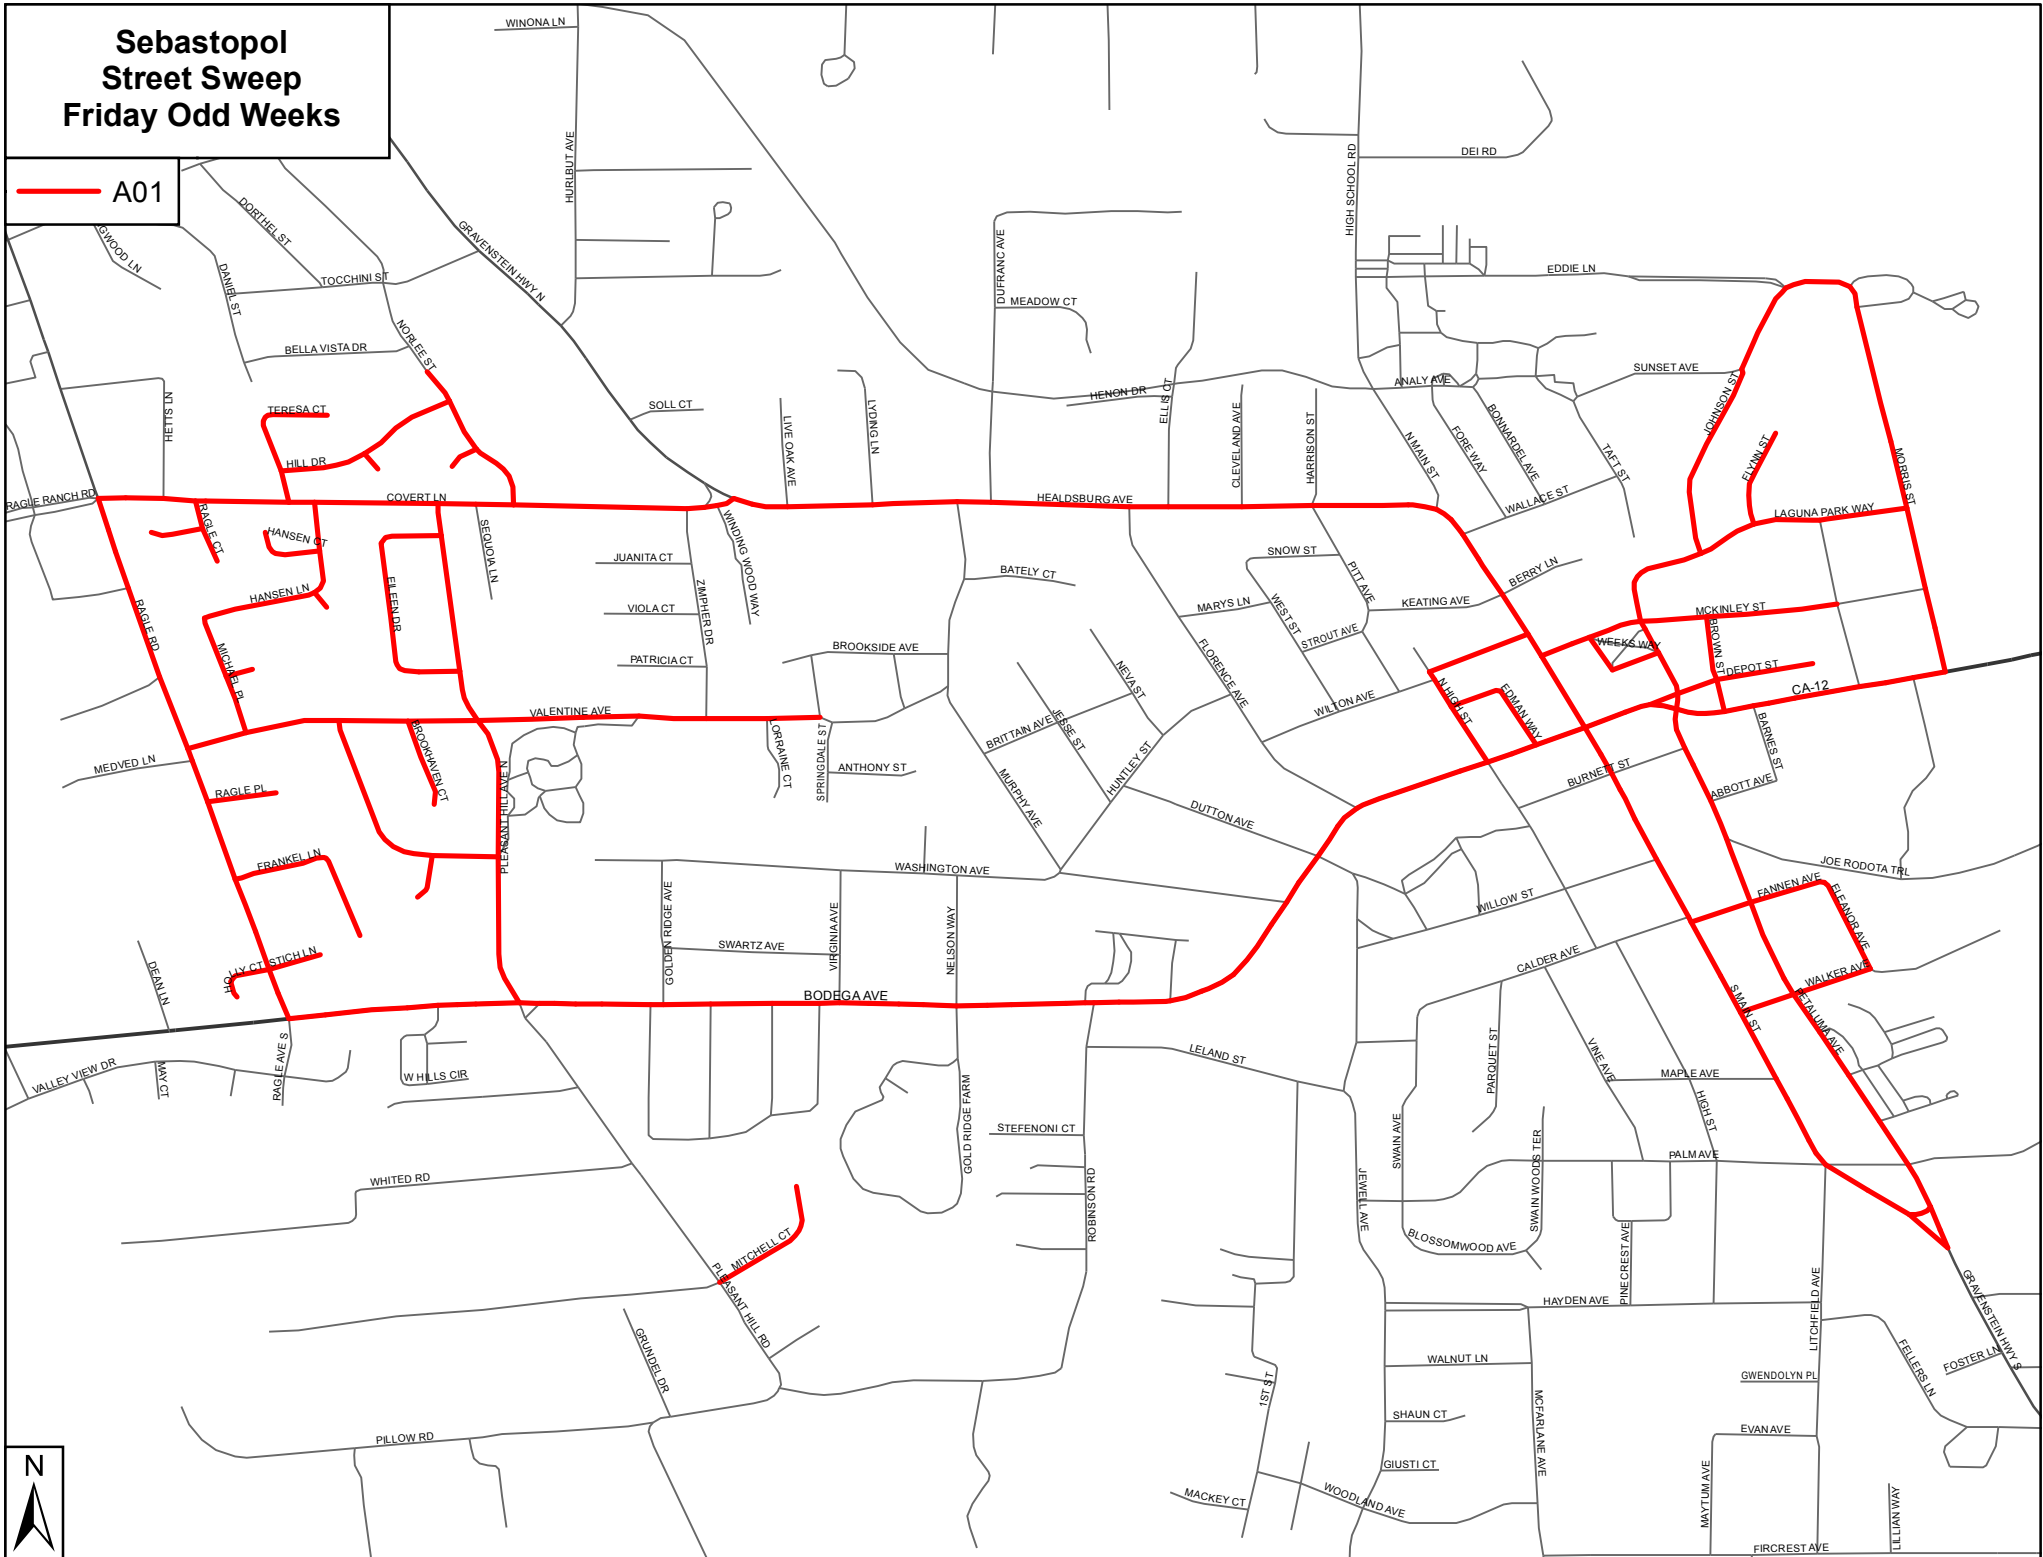 Sebastopol
Street Sweep
Friday Odd Weeks
A01
WINONA LN
HURLBUT AVE
GRAVENSTEIN HWY N
DORTHEL ST
GWOOD LN
DANIEL ST
TOCCHINI ST
NORLEE ST
BELLA VISTA DR
HIGH SCHOOL RD
DEI RD
EDDIE LN
DUFRANC AVE
MEADOW CT
HENON DR
ELLIS CT
ANALY AVE
SUNSET AVE
JOHNSON ST
FLYNN ST
MORRIS ST
HETTS LN
TERESA CT
HILL DR
COVERT LN
RAGLE RANCH RD
SOLL CT
LIVE OAK AVE
LYDING LN
CLEVELAND AVE
HARRISON ST
N MAIN ST
FORE WAY
BONNARDEL AVE
TAFT ST
WALLACE ST
HEALDSBURG AVE
LAGUNA PARK WAY
RAGLE CT
HANSEN CT
HANSEN LN
EILEEN DR
SEQUOIA LN
JUANITA CT
VIOLA CT
PATRICIA CT
ZIMPHER DR
WINDING WOOD WAY
BATELY CT
BROOKSIDE AVE
SNOW ST
PITT AVE
BERRY LN
KEATING AVE
MARYS LN
WEST ST
STROUT AVE
MCKINLEY ST
WEEKS WAY
BROWN ST
DEPOT ST
CA-12
RAGLE RD
MICHAEL PL
VALENTINE AVE
BROOKHAVEN CT
NEVA ST
FLORENCE AVE
WILTON AVE
N HIGH ST
EDMAN WAY
BARNES ST
LORRAINE CT
SPRINGDALE ST
ANTHONY ST
BRITTAIN AVE
JESSE ST
HUNTLEY ST
MURPHY AVE
DUTTON AVE
BURNETT ST
ABBOTT AVE
MEDVED LN
RAGLE PL
PLEASANT HILL AVE N
FRANKEL LN
WASHINGTON AVE
JOE RODOTA TRL
FANNEN AVE
ELEANOR AVE
WALKER AVE
WILLOW ST
CALDER AVE
GOLDEN RIDGE AVE
SWARTZ AVE
VIRGINIA AVE
NELSON WAY
HOLLY CT
STICH LN
DEAN LN
BODEGA AVE
S MAIN ST
PETALUMA AVE
VALLEY VIEW DR
MAY CT
RAGLE AVE S
W HILLS CIR
LELAND ST
PARQUET ST
VINE AVE
MAPLE AVE
HIGH ST
GOLD RIDGE FARM
STEFENONI CT
SWAIN AVE
SWAIN WOODS TER
PALM AVE
WHITED RD
ROBINSON RD
JEWELL AVE
BLOSSOMWOOD AVE
PINECREST AVE
MITCHELL CT
PLEASANT HILL RD
HAYDEN AVE
LITCHFIELD AVE
GRAVENSTEIN HWY S
GRUNDEL DR
WALNUT LN
GWENDOLYN PL
FELLERS LN
FOSTER LN
1ST ST
SHAUN CT
MCFARLANE AVE
EVAN AVE
PILLOW RD
GIUSTI CT
MACKEY CT
WOODLAND AVE
MAYTUM AVE
LILLIAN WAY
FIRCREST AVE
N